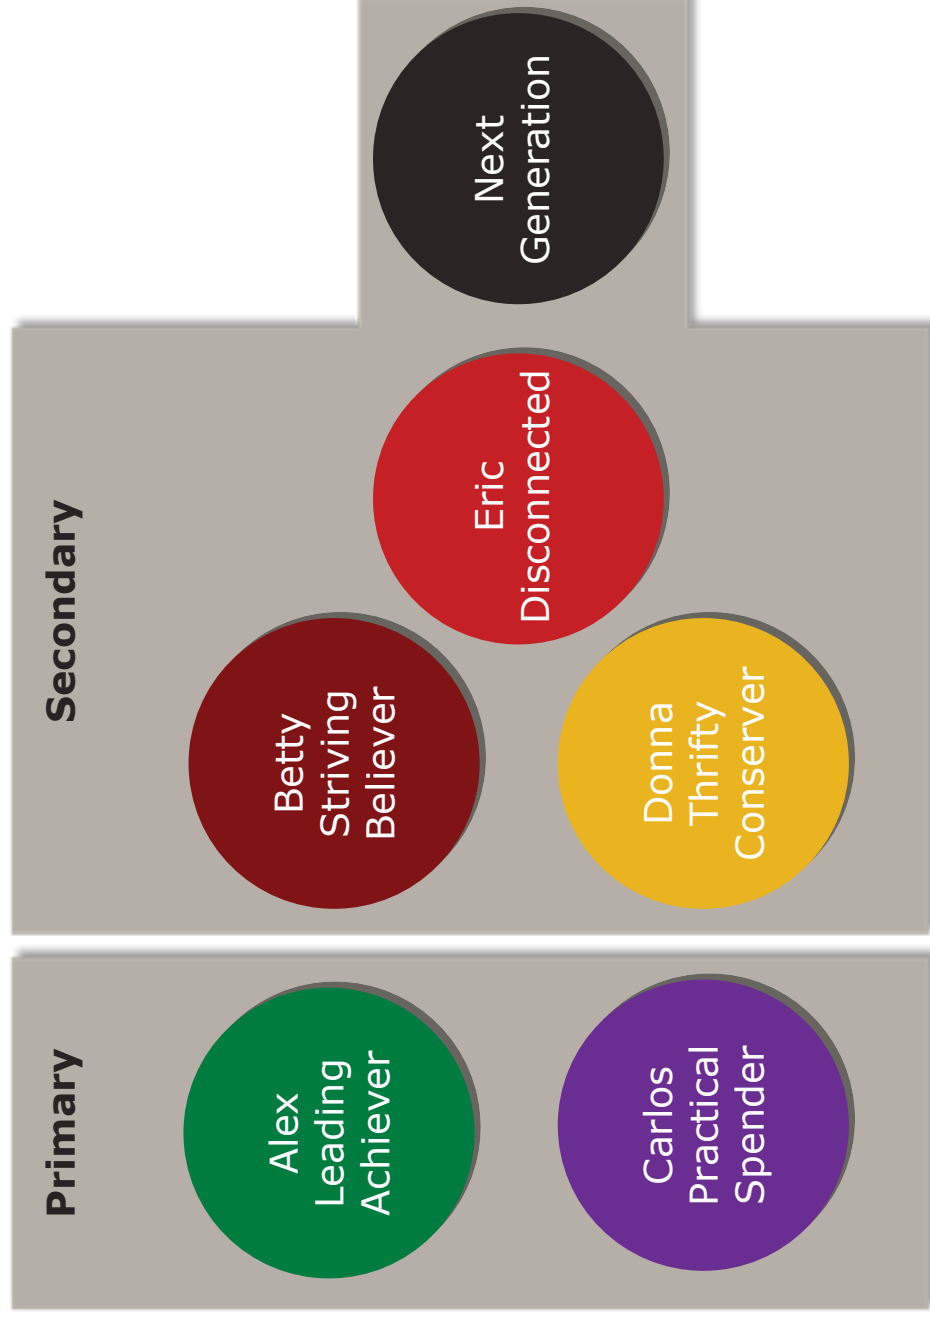 Primary
Alex
Leading
Achiever
Carlos
Practical
Spender
Secondary
Betty
Striving
Believer
Donna
Thrifty
Conserver
Eric
Disconnected
Next
Generation